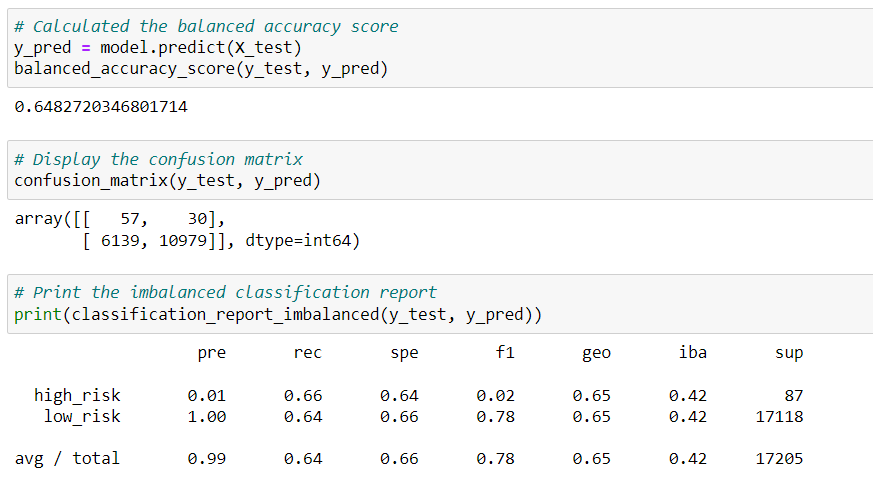 # Calculated the balanced accuracy score
y_pred = model.predict(X_test)
balanced_accuracy_score(y_test, y_pred)
0.6482720346801714
# Display the confusion matrix
confusion_matrix(y_test, y_pred)
array([[   57,    30],
       [ 6139, 10979]], dtype=int64)
# Print the imbalanced classification report
print(classification_report_imbalanced(y_test, y_pred))
pre rec spe f1 geo iba sup
high_risk 0.01 0.66 0.64 0.02 0.65 0.42 87
low_risk 1.00 0.64 0.66 0.78 0.65 0.42 17118
avg / total 0.99 0.64 0.66 0.78 0.65 0.42 17205